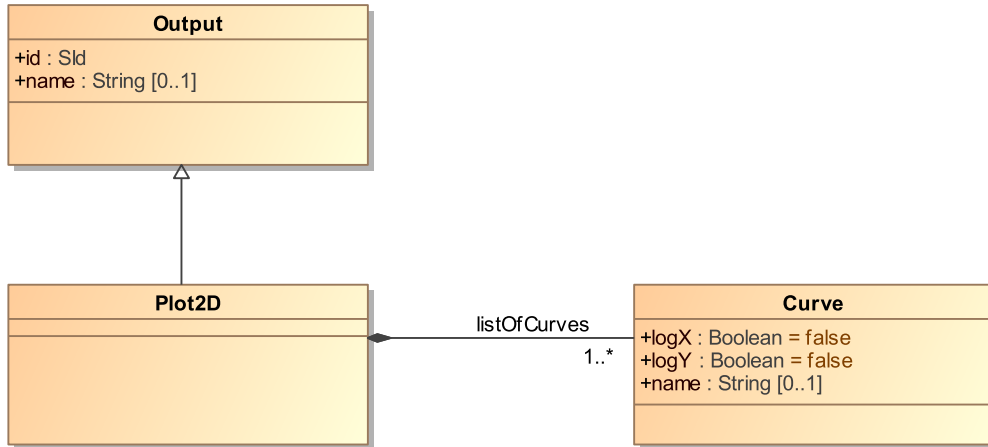 Output
+id : SId
+name : String [0..1]
Plot2D
listOfCurves
1..*
Curve
+logX : Boolean = false
+logY : Boolean = false
+name : String [0..1]